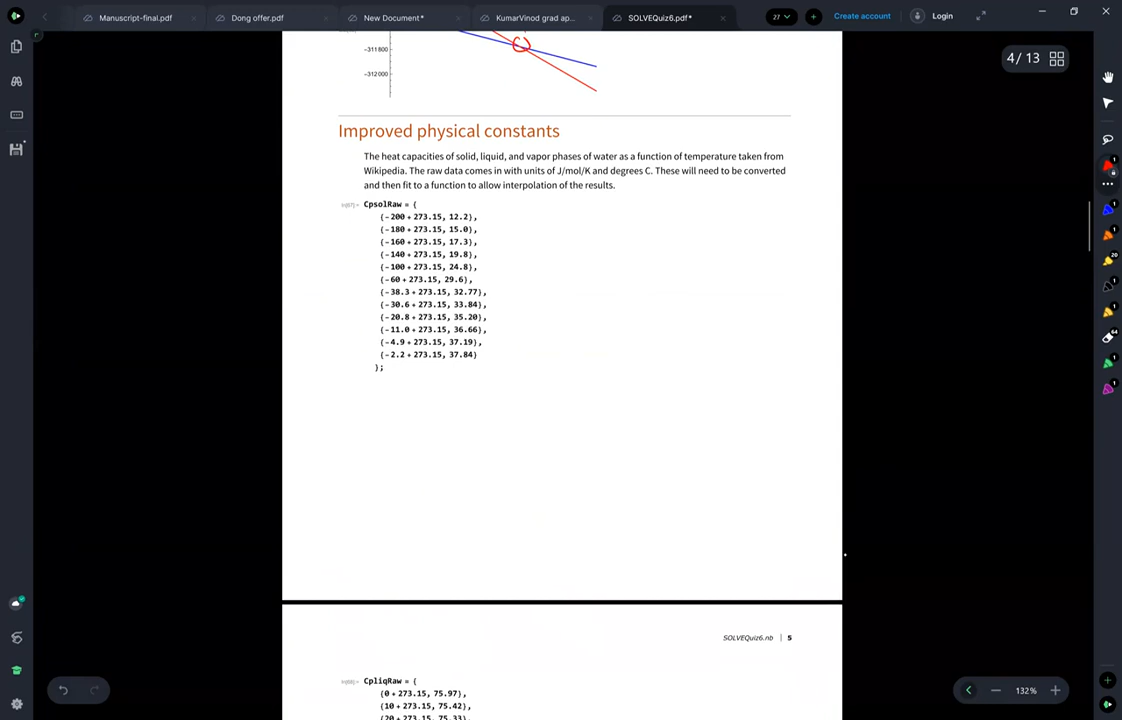 Manuscript-final.pdf
Dong offer.pdf
New Document*
KumarVinod grad ap...
SOLVEQuiz6.pdf*
27
Create account
Login
4 / 13
-311800
-312000
Improved physical constants
The heat capacities of solid, liquid, and vapor phases of water as a function of temperature taken from
Wikipedia. The raw data comes in with units of J/mol/K and degrees C. These will need to be converted
and then fit to a function to allow interpolation of the results.
CpsolRaw = {
{-200 + 273.15, 12.2},
{-180 + 273.15, 15.0},
{-160 + 273.15, 17.3},
{-140 + 273.15, 19.8},
{-100 + 273.15, 24.8},
{-60 + 273.15, 29.6},
{-38.3 + 273.15, 32.77},
{-30.6 + 273.15, 33.84},
{-20.8 + 273.15, 35.20},
{-11.0 + 273.15, 36.66},
{-4.9 + 273.15, 37.19},
{-2.2 + 273.15, 37.84}
};
SOLVEQuiz6.nb | 5
CpliqRaw = {
{0 + 273.15, 75.97},
{10 + 273.15, 75.42},
{20 + 273.15, 75.33},
132%